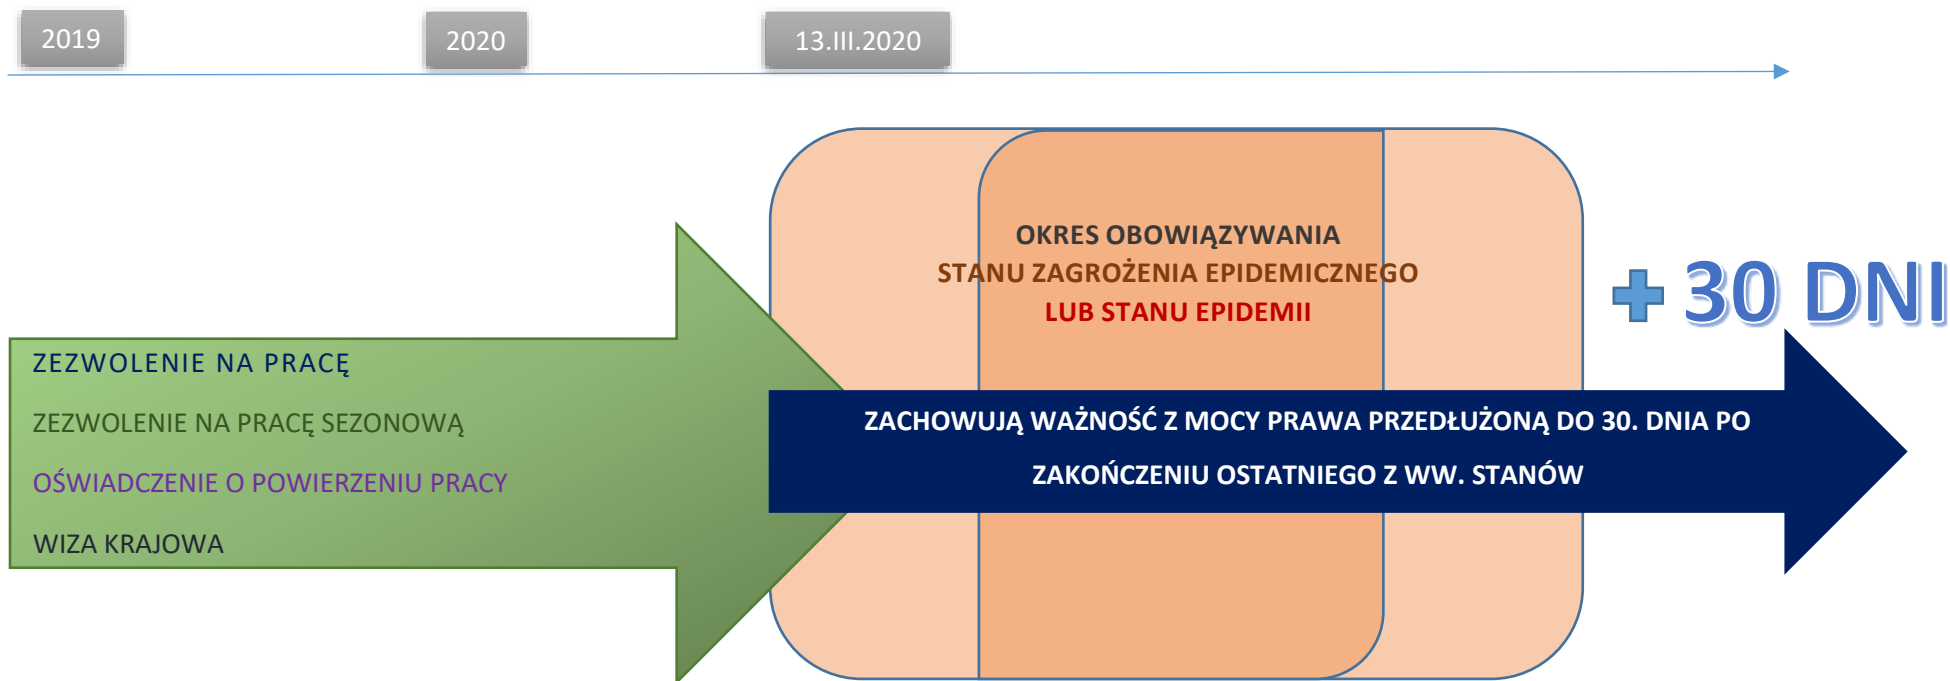 2019
2020
13.III.2020
OKRES OBOWIĄZYWANIA
STANU ZAGROŻENIA EPIDEMICZNEGO
LUB STANU EPIDEMII
+ 30 DNI
ZEZWOLENIE NA PRACĘ
ZEZWOLENIE NA PRACĘ SEZONOWĄ
OŚWIADCZENIE O POWIERZENIU PRACY
WIZA KRAJOWA
ZACHOWUJĄ WAŻNOŚĆ Z MOCY PRAWA PRZEDŁUŻONĄ DO 30. DNIA PO
ZAKOŃCZENIU OSTATNIEGO Z WW. STANÓW